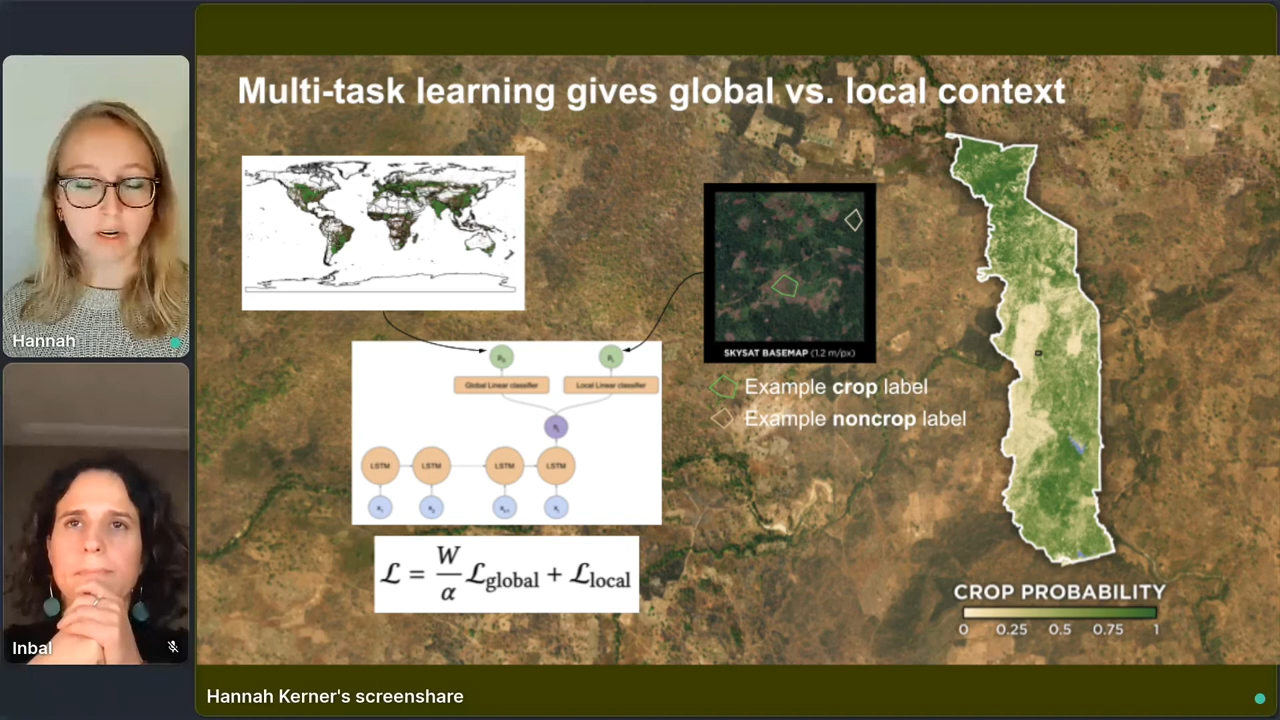 Multi-task learning gives global vs. local context
Hannah
Global Linear classifier
Local Linear classifier
LSTM LSTM LSTM LSTM
SKYSAT BASEMAP (1.2 m/px)
Example crop label
Example noncrop label
ℒ = W/α ℒglobal + ℒlocal
CROP PROBABILITY
0 0.25 0.5 0.75 1
Inbal
Hannah Kerner's screenshare